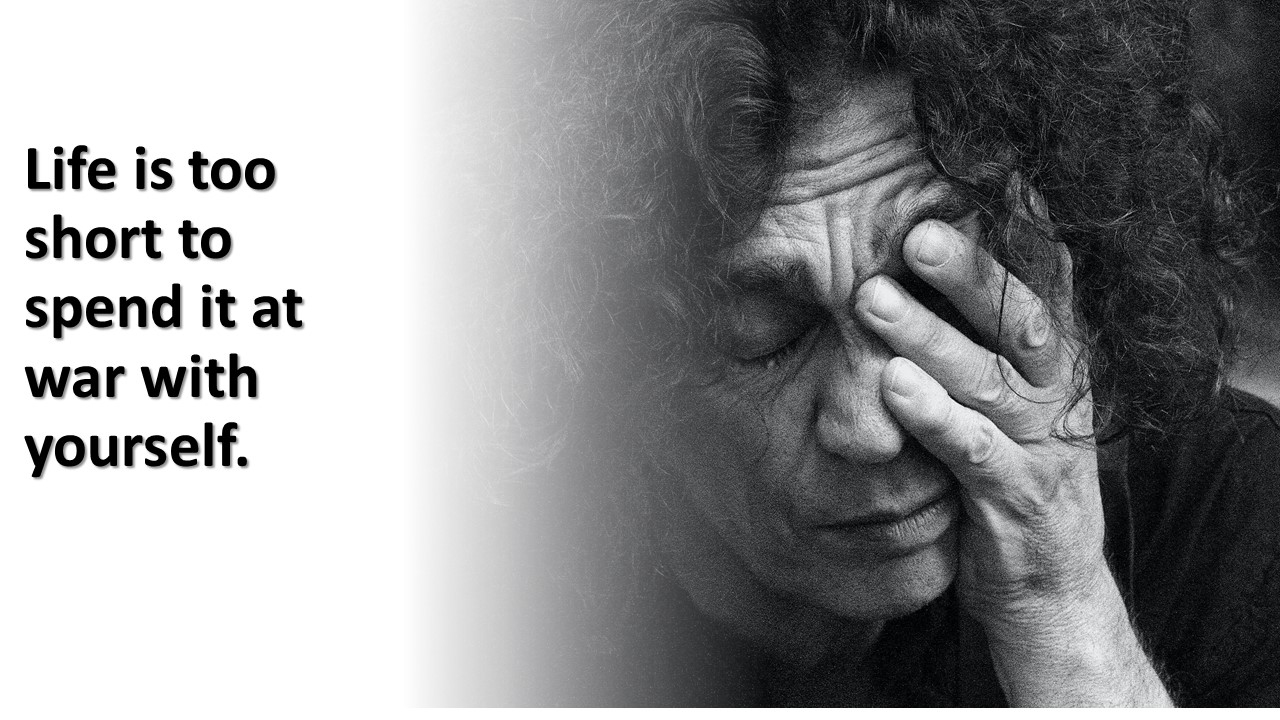 Life is too
short to
spend it at
war with
yourself.